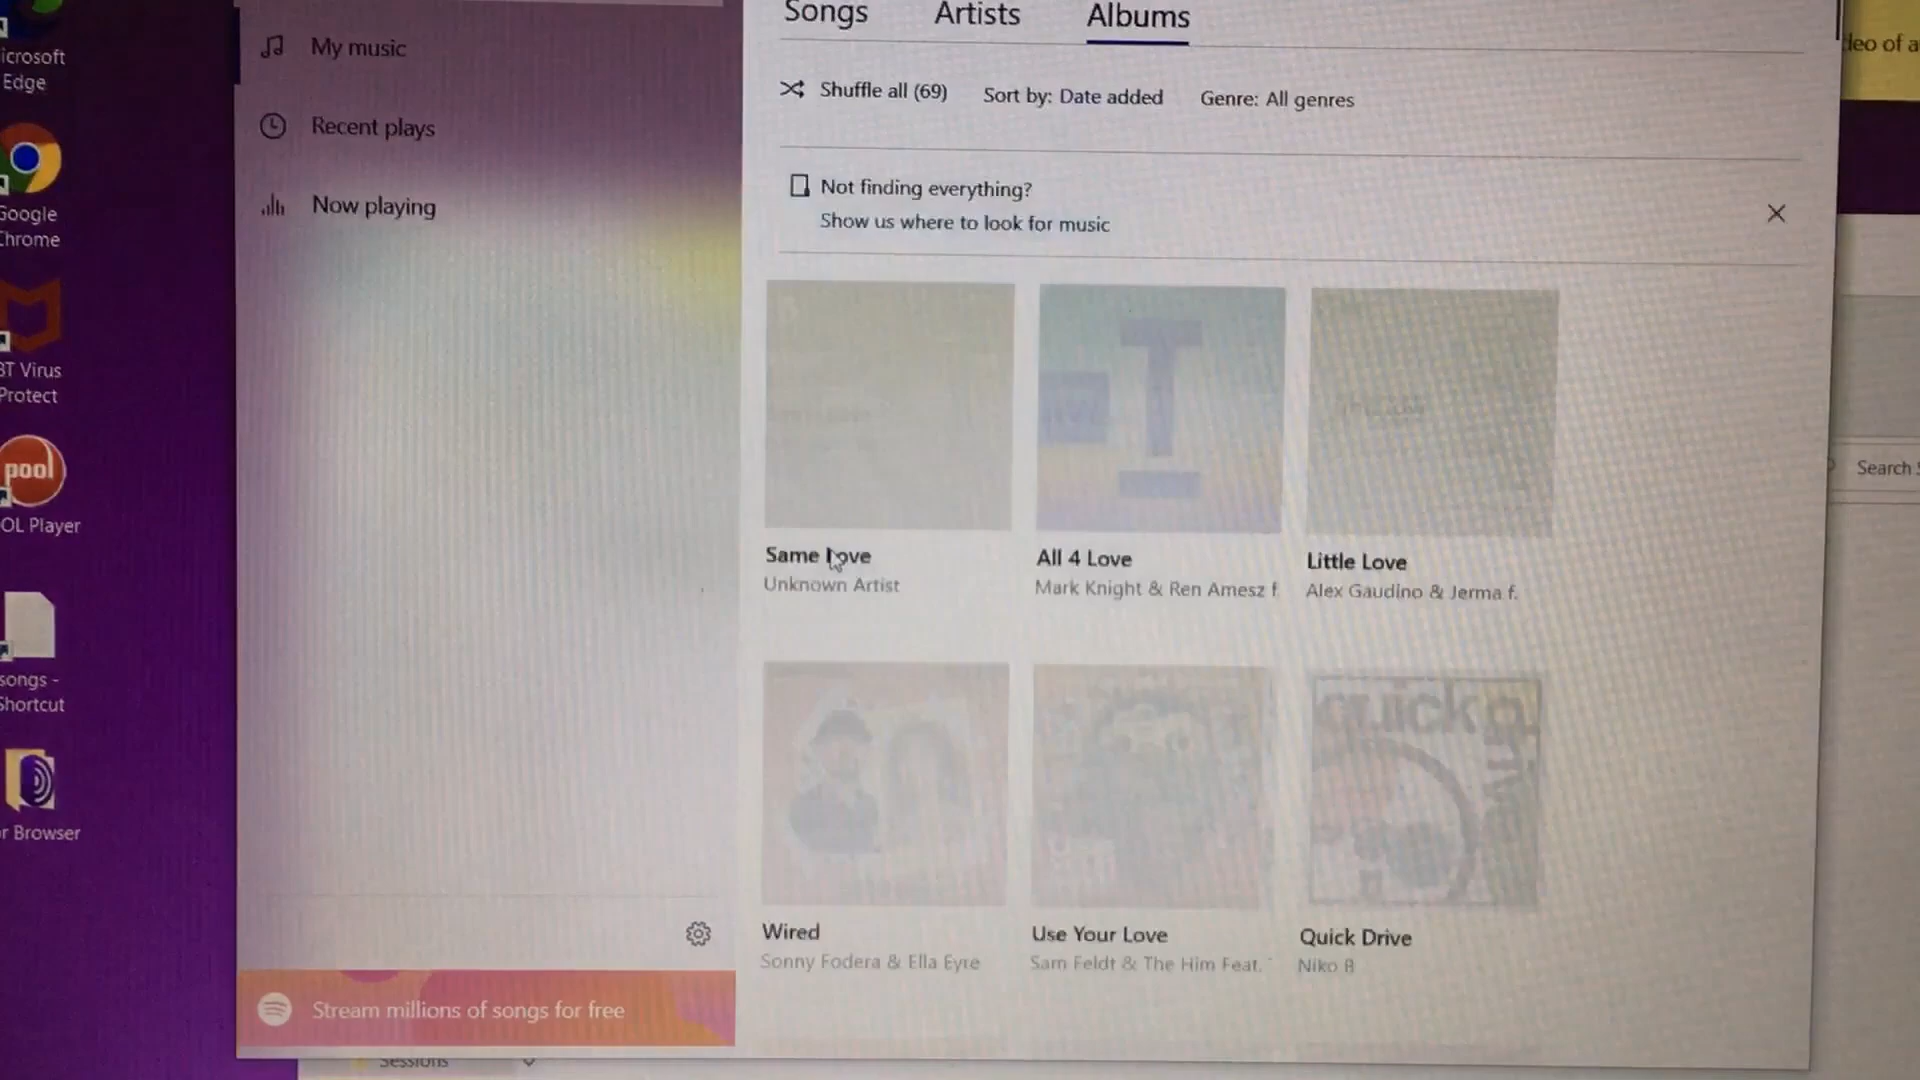 icrosoft
Edge
Google
Chrome
BT Virus
Protect
pool
OL Player
songs -
Shortcut
r Browser
My music
Recent plays
Now playing
Stream millions of songs for free
Sessions
Songs
Artists
Albums
Shuffle all (69)
Sort by: Date added
Genre: All genres
Not finding everything?
Show us where to look for music
Same Love
Unknown Artist
All 4 Love
Mark Knight & Ren Amesz f
Little Love
Alex Gaudino & Jerma f.
quick
Wired
Sonny Fodera & Ella Eyre
Use Your Love
Sam Feldt & The Him Feat.
Quick Drive
Niko B
deo of a
Search